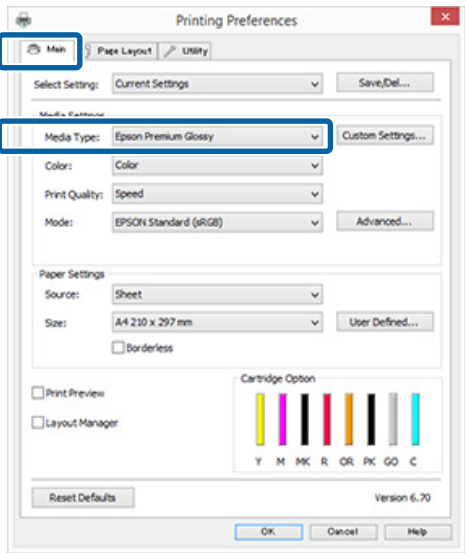 Printing Preferences
Main Page Layout Utility
Select Setting: Current Settings Save/Del...
Media Settings
Media Type: Epson Premium Glossy Custom Settings...
Color: Color
Print Quality: Speed
Mode: EPSON Standard (sRGB) Advanced...
Paper Settings
Source: Sheet
Size: A4 210 x 297 mm User Defined...
Borderless
Print Preview
Layout Manager
Cartridge Option
Y M MK R OR PK GO C
Reset Defaults Version 6.70
OK Cancel Help